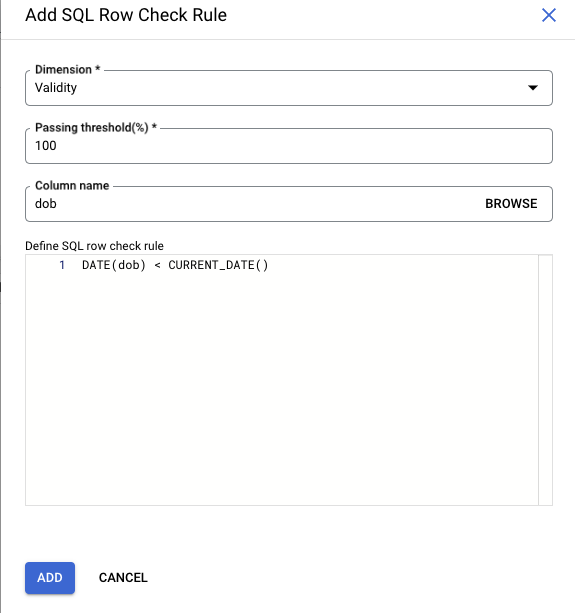 Add SQL Row Check Rule
Dimension *
Validity
Passing threshold(%) *
100
Column name
dob
BROWSE
Define SQL row check rule
1 DATE(dob) < CURRENT_DATE()
ADD
CANCEL